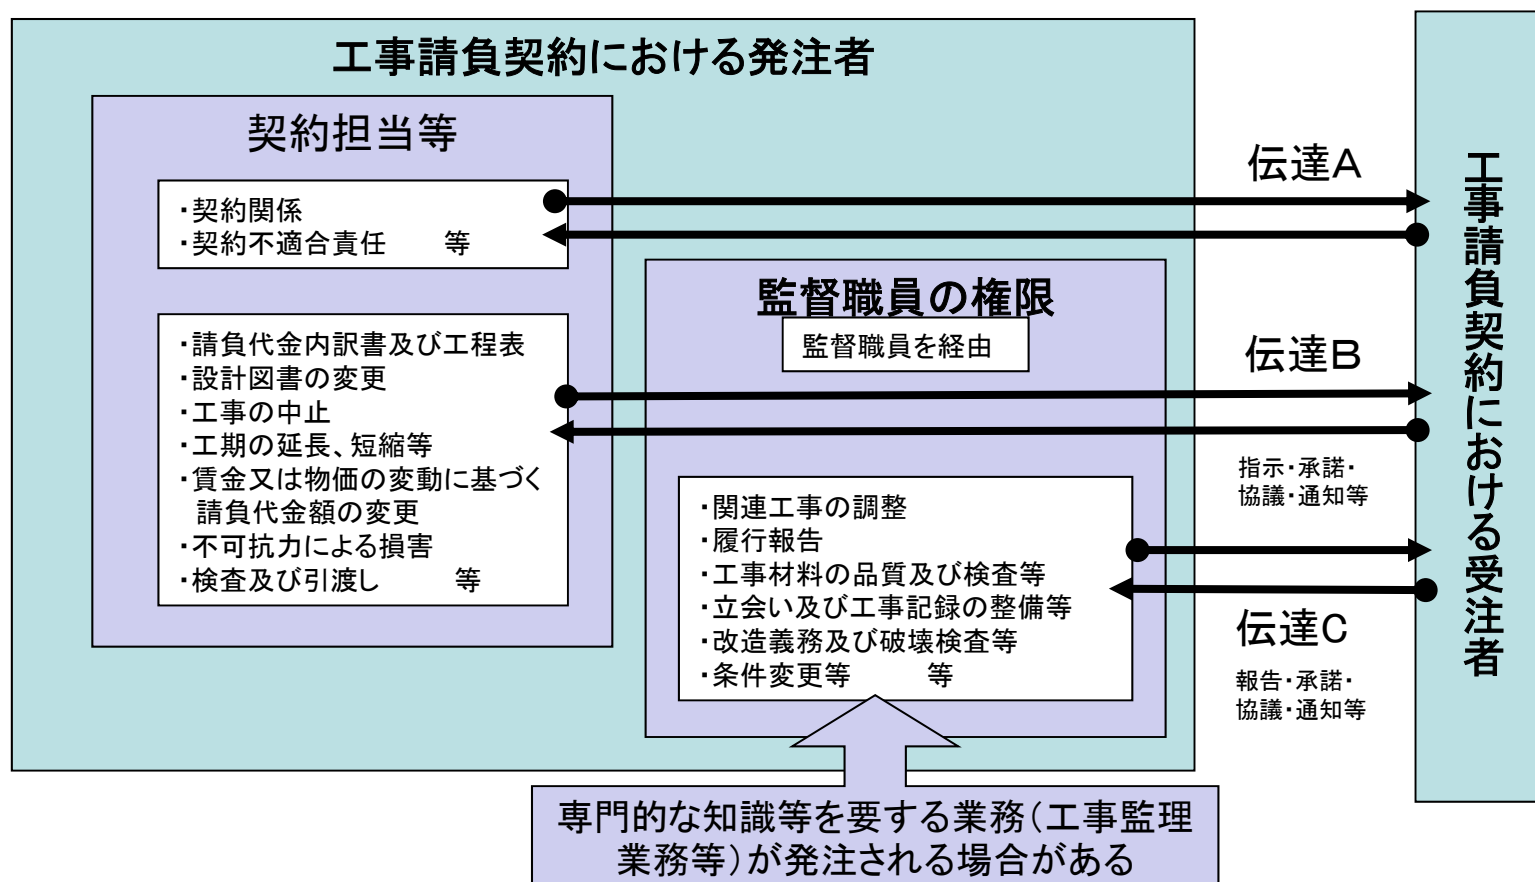 工事請負契約における発注者
契約担当等
・契約関係
・契約不適合責任　　等
・請負代金内訳書及び工程表
・設計図書の変更
・工事の中止
・工期の延長、短縮等
・賃金又は物価の変動に基づく
請負代金額の変更
・不可抗力による損害
・検査及び引渡し　　等
監督職員の権限
監督職員を経由
・関連工事の調整
・履行報告
・工事材料の品質及び検査等
・立会い及び工事記録の整備等
・改造義務及び破壊検査等
・条件変更等　　等
専門的な知識等を要する業務（工事監理
業務等）が発注される場合がある
伝達A
伝達B
指示・承諾・
協議・通知等
伝達C
報告・承諾・
協議・通知等
工事請負契約における受注者